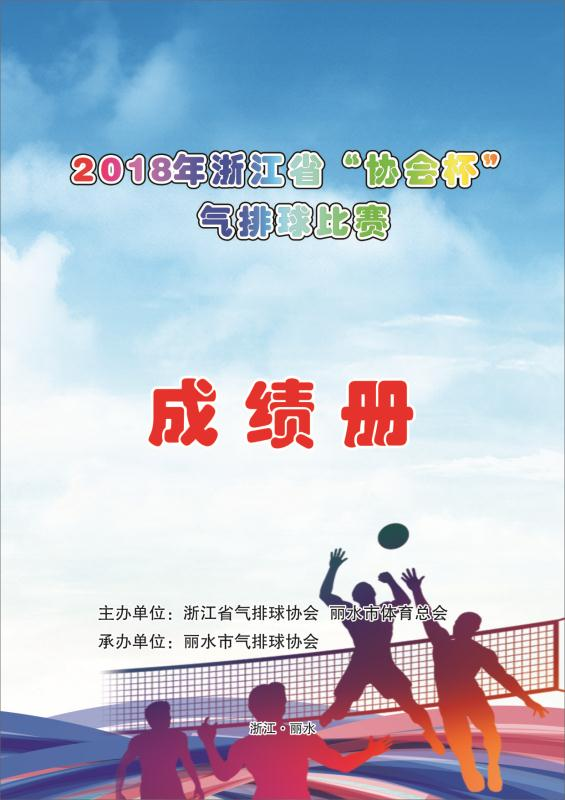 2018年浙江省“协会杯”
气排球比赛
成绩册
主办单位：浙江省气排球协会 丽水市体育总会
承办单位：丽水市气排球协会
浙江·丽水